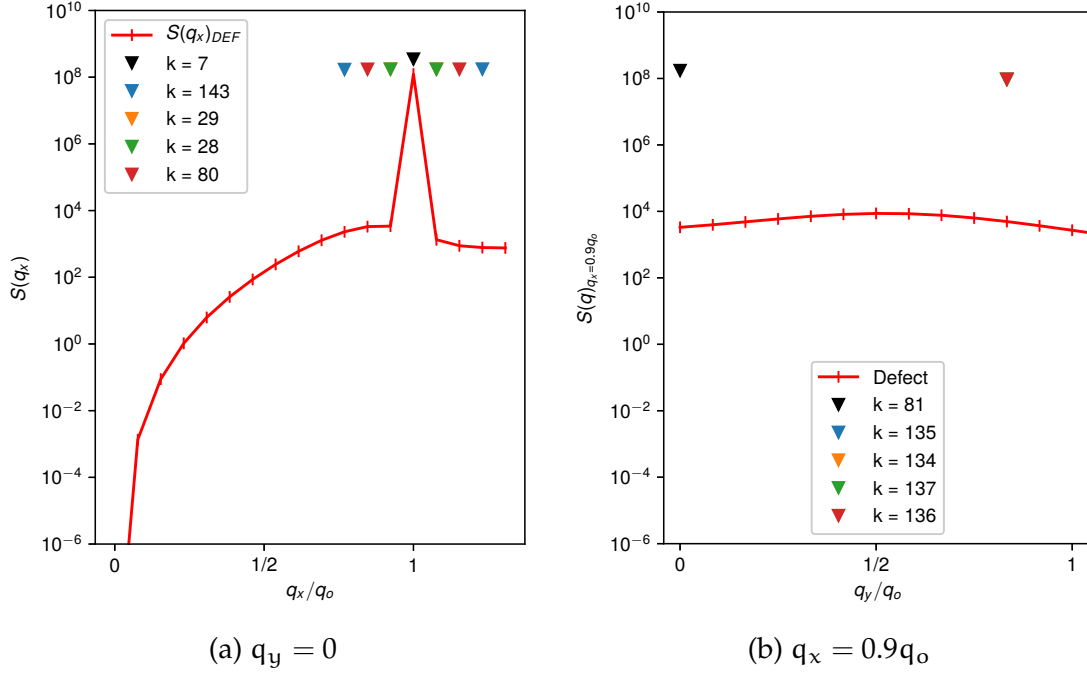 10^10
10^8
10^6
10^4
10^2
10^0
10^−2
10^−4
10^−6
S(q_x)
S(q_x)_DEF
k = 7
k = 143
k = 29
k = 28
k = 80
0
1/2
1
q_x/q_o
(a) q_y = 0
10^10
10^8
10^6
10^4
10^2
10^0
10^−2
10^−4
10^−6
S(q)_{q_x=0.9q_o}
Defect
k = 81
k = 135
k = 134
k = 137
k = 136
0
1/2
1
q_y/q_o
(b) q_x = 0.9q_o